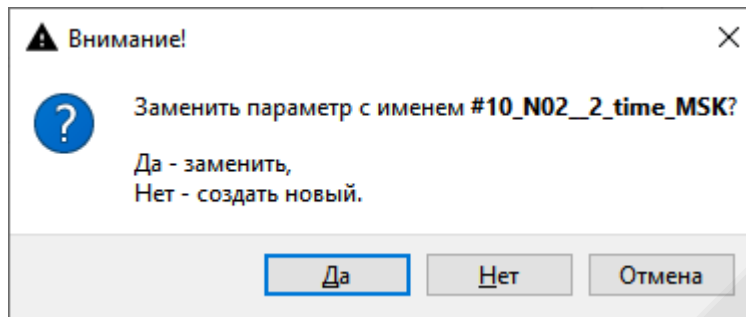 Внимание!
Заменить параметр с именем #10_N02__2_time_MSK?
Да - заменить,
Нет - создать новый.
Да
Нет
Отмена